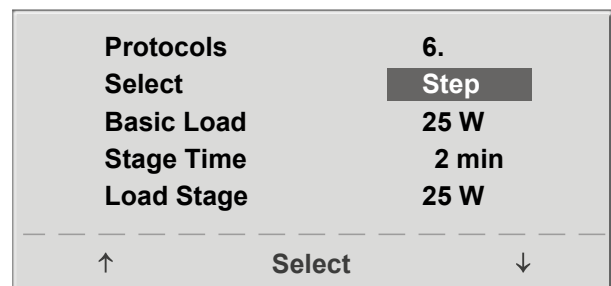 Protocols 6.
Select Step
Basic Load 25 W
Stage Time 2 min
Load Stage 25 W
↑ Select ↓